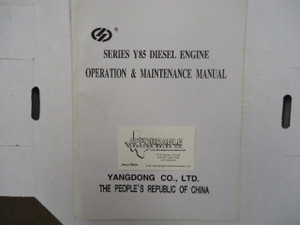 SERIES Y85 DIESEL ENGINE
OPERATION & MAINTENANCE MANUAL
YANGDONG CO., LTD.
THE PEOPLE'S REPUBLIC OF CHINA